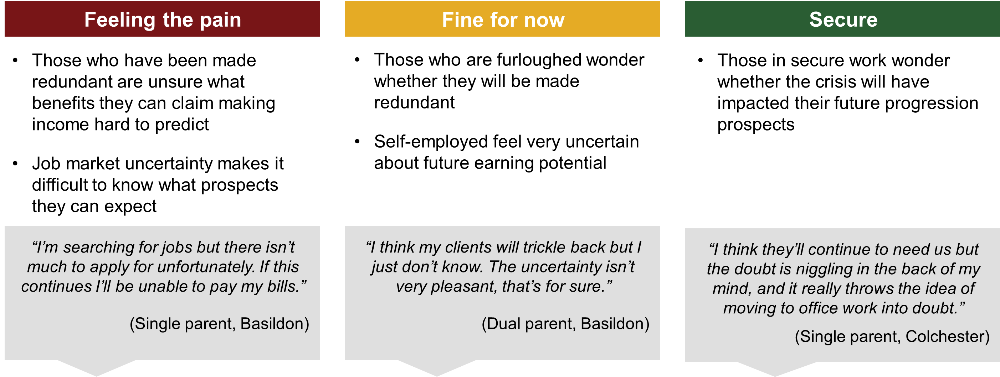 Feeling the pain
• Those who have been made
redundant are unsure what
benefits they can claim making
income hard to predict
• Job market uncertainty makes it
difficult to know what prospects
they can expect
“I’m searching for jobs but there isn’t
much to apply for unfortunately. If this
continues I’ll be unable to pay my bills.”
(Single parent, Basildon)
Fine for now
• Those who are furloughed wonder
whether they will be made
redundant
• Self-employed feel very uncertain
about future earning potential
“I think my clients will trickle back but I
just don’t know. The uncertainty isn’t
very pleasant, that’s for sure.”
(Dual parent, Basildon)
Secure
• Those in secure work wonder
whether the crisis will have
impacted their future progression
prospects
“I think they’ll continue to need us but
the doubt is niggling in the back of my
mind, and it really throws the idea of
moving to office work into doubt.”
(Single parent, Colchester)